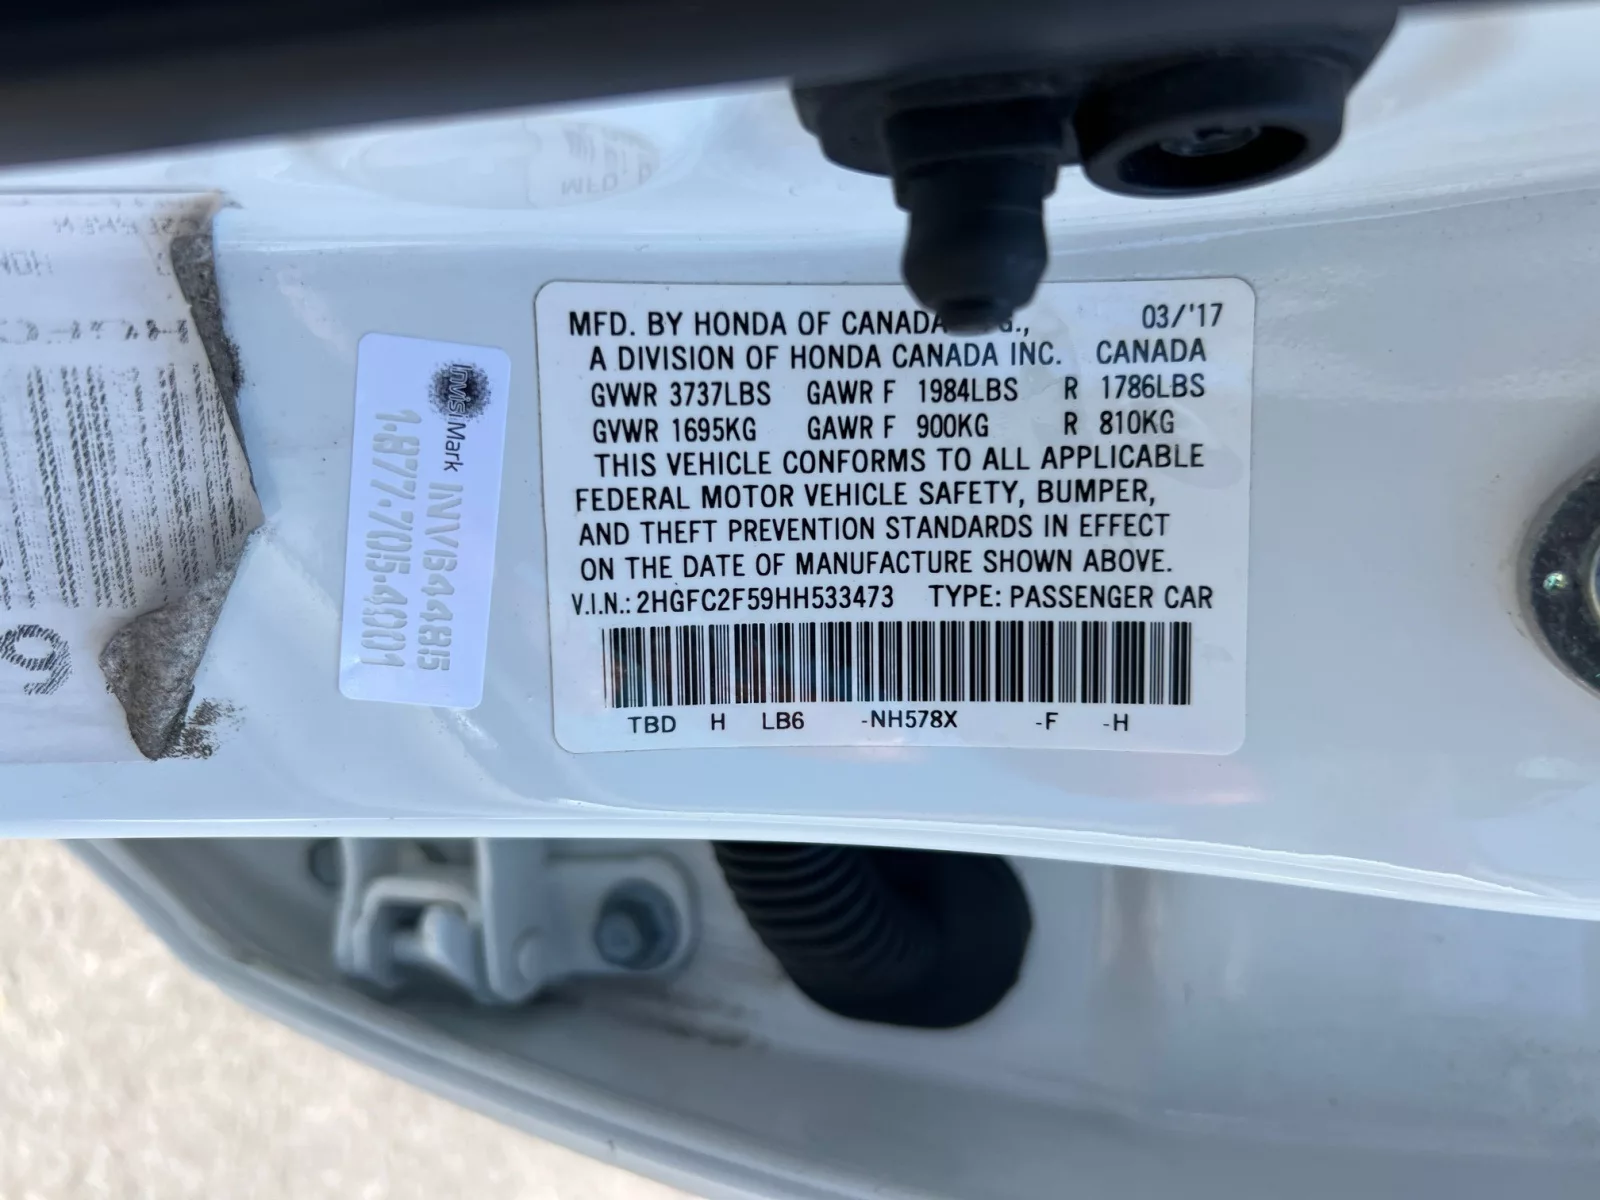 MFD. BY HONDA OF CANADA G., 03/'17
A DIVISION OF HONDA CANADA INC. CANADA
GVWR 3737LBS GAWR F 1984LBS R 1786LBS
GVWR 1695KG GAWR F 900KG R 810KG
THIS VEHICLE CONFORMS TO ALL APPLICABLE
FEDERAL MOTOR VEHICLE SAFETY, BUMPER,
AND THEFT PREVENTION STANDARDS IN EFFECT
ON THE DATE OF MANUFACTURE SHOWN ABOVE.
V.I.N.: 2HGFC2F59HH533473 TYPE: PASSENGER CAR
TBD H LB6 -NH578X -F -H
InvisiMark INV644815
1.877.705.4001